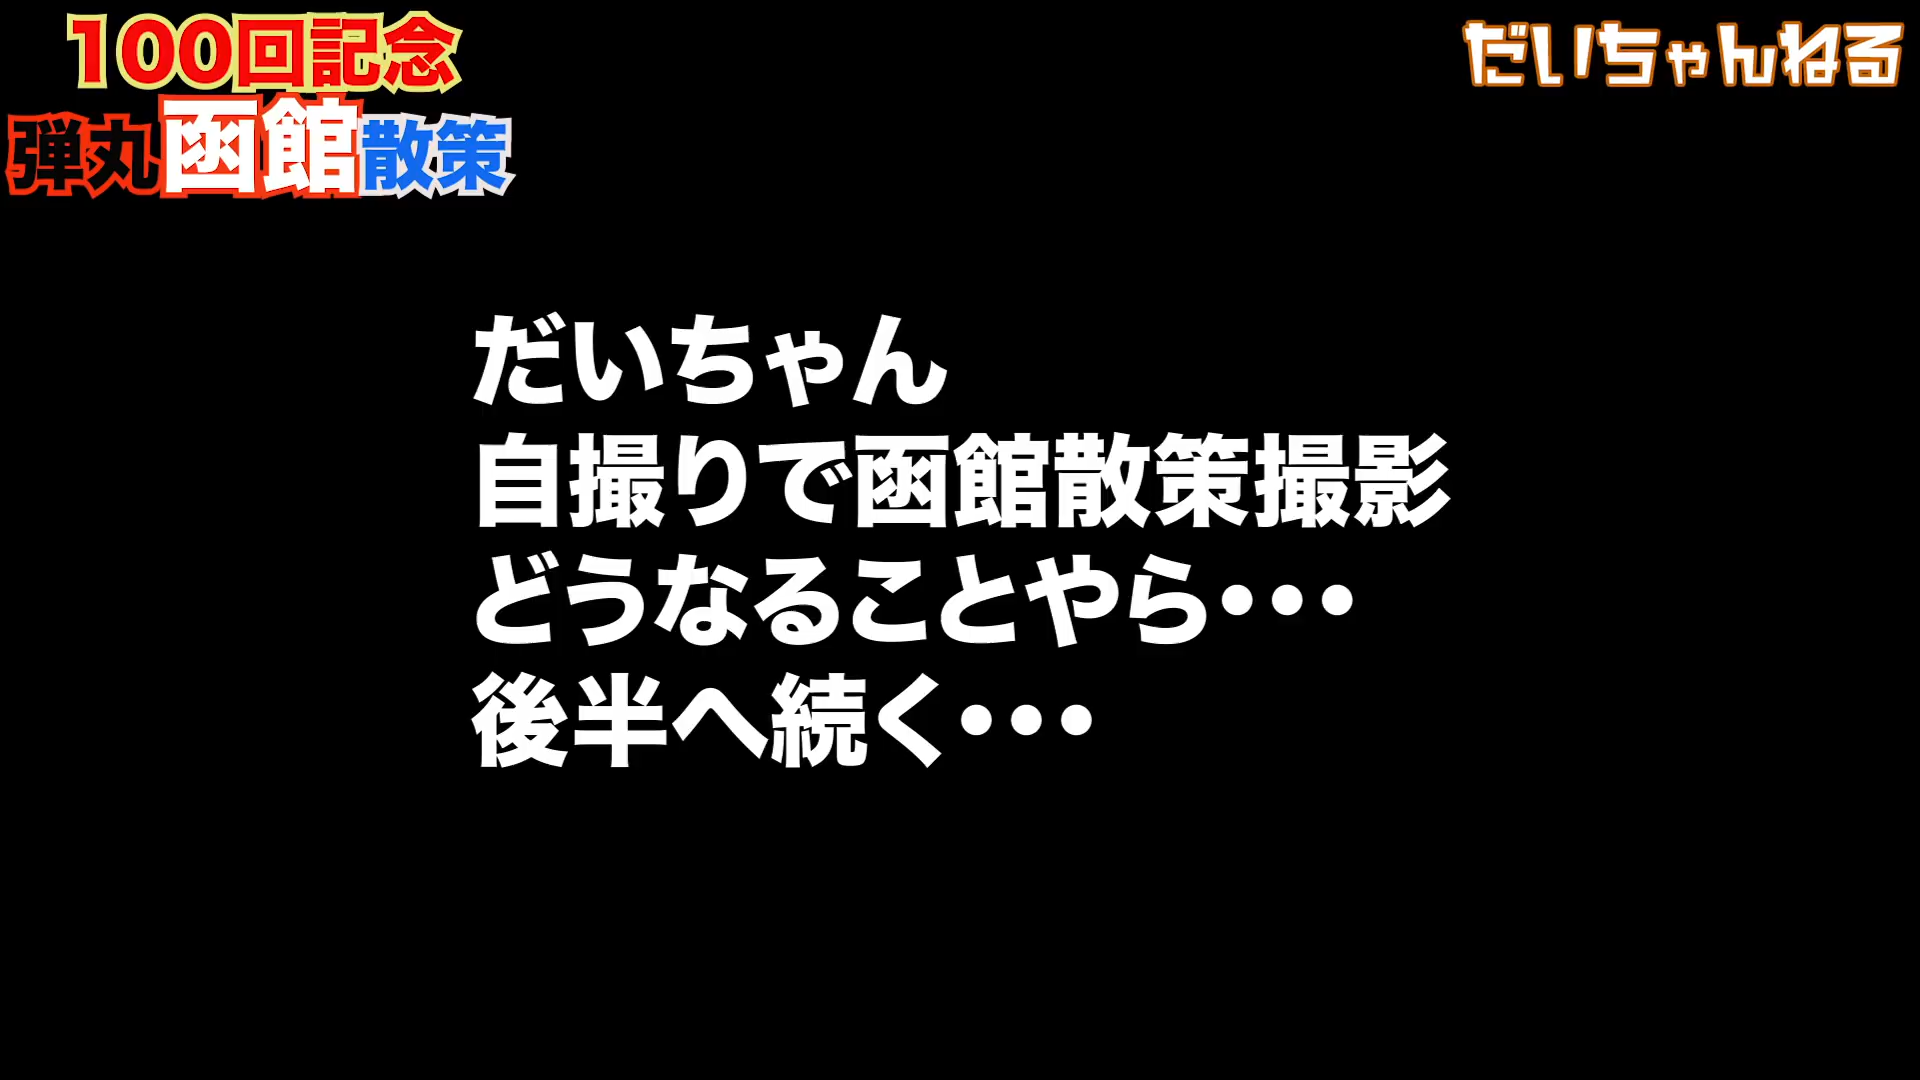 100回記念
弾丸函館散策
だいちゃんねる
だいちゃん
自撮りで函館散策撮影
どうなることやら・・・
後半へ続く・・・